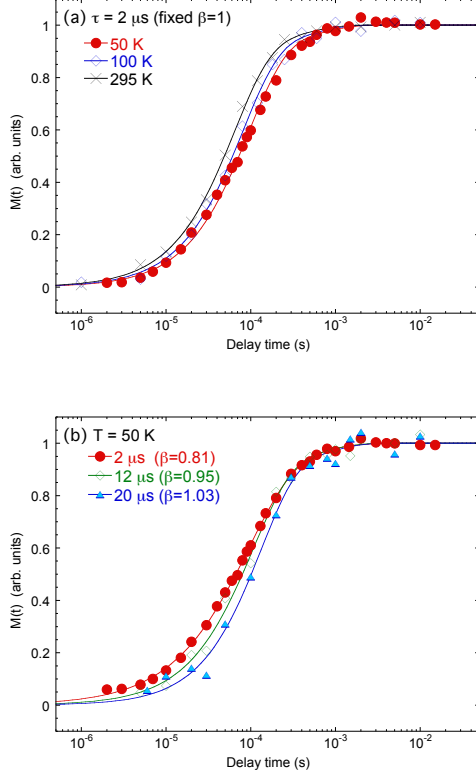 (a) τ = 2 μs (fixed β=1)
50 K
100 K
295 K
M(t) (arb. units)
1
0.8
0.6
0.4
0.2
0
10⁻⁶ 10⁻⁵ 10⁻⁴ 10⁻³ 10⁻²
Delay time (s)
(b) T = 50 K
2 μs (β=0.81)
12 μs (β=0.95)
20 μs (β=1.03)
M(t) (arb. units)
1
0.8
0.6
0.4
0.2
0
10⁻⁶ 10⁻⁵ 10⁻⁴ 10⁻³ 10⁻²
Delay time (s)